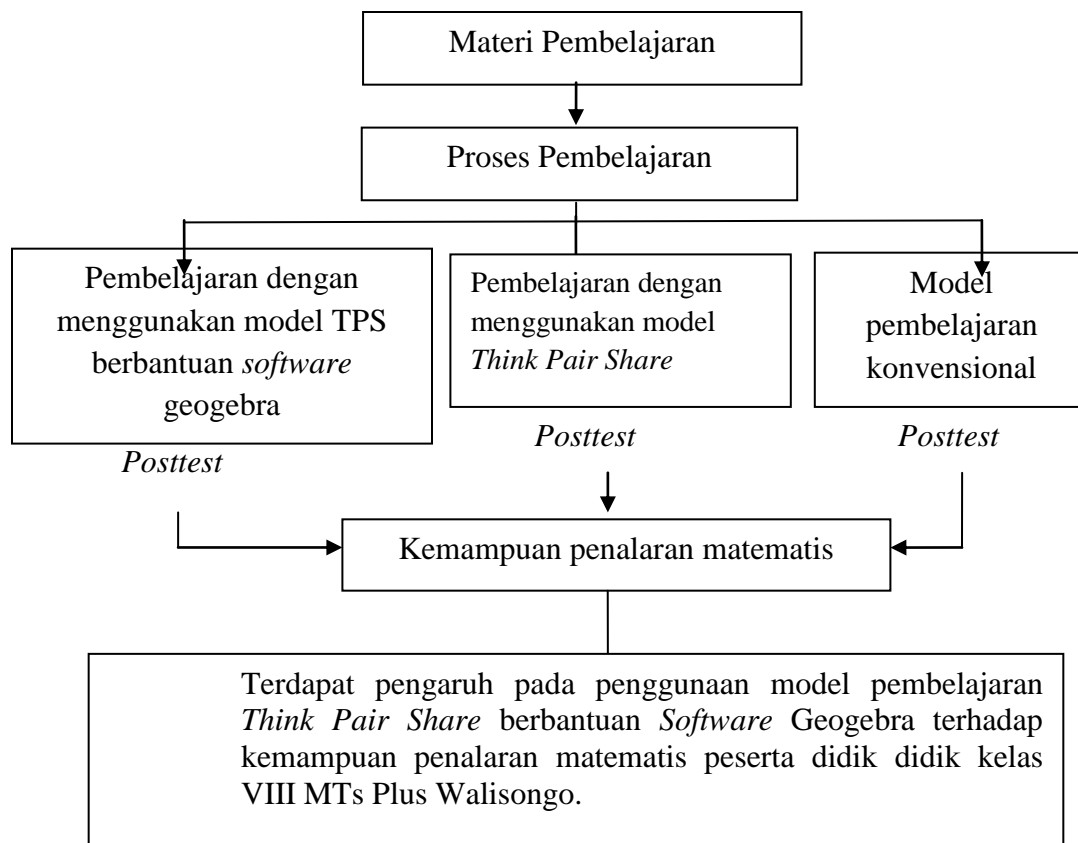 Materi Pembelajaran
Proses Pembelajaran
Pembelajaran dengan
menggunakan model TPS
berbantuan software
geogebra
Pembelajaran dengan
menggunakan model
Think Pair Share
Model
pembelajaran
konvensional
Posttest
Posttest
Posttest
Kemampuan penalaran matematis
Terdapat pengaruh pada penggunaan model pembelajaran
Think Pair Share berbantuan Software Geogebra terhadap
kemampuan penalaran matematis peserta didik didik kelas
VIII MTs Plus Walisongo.